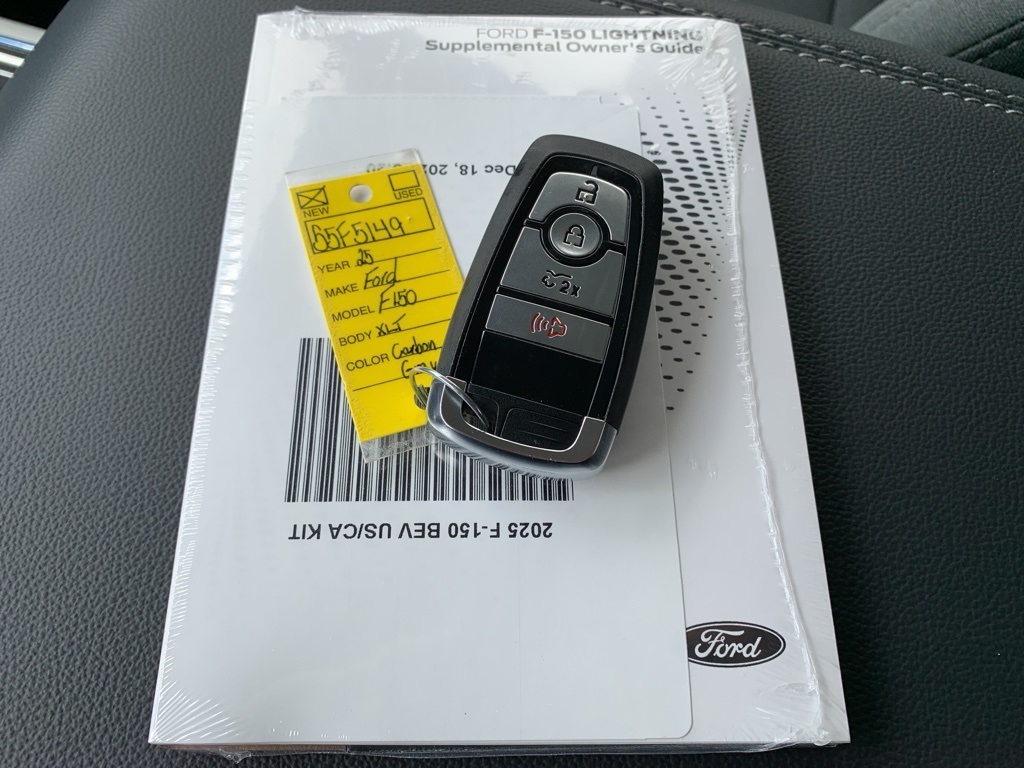 FORD F-150 LIGHTNING
Supplemental Owner's Guide
Dec 18, 202
NEW
USED
S5F5149
YEAR 25
MAKE Ford
MODEL F150
BODY XLT
COLOR Carbon
2x
2025 F-150 BEV US/CA KIT
Ford